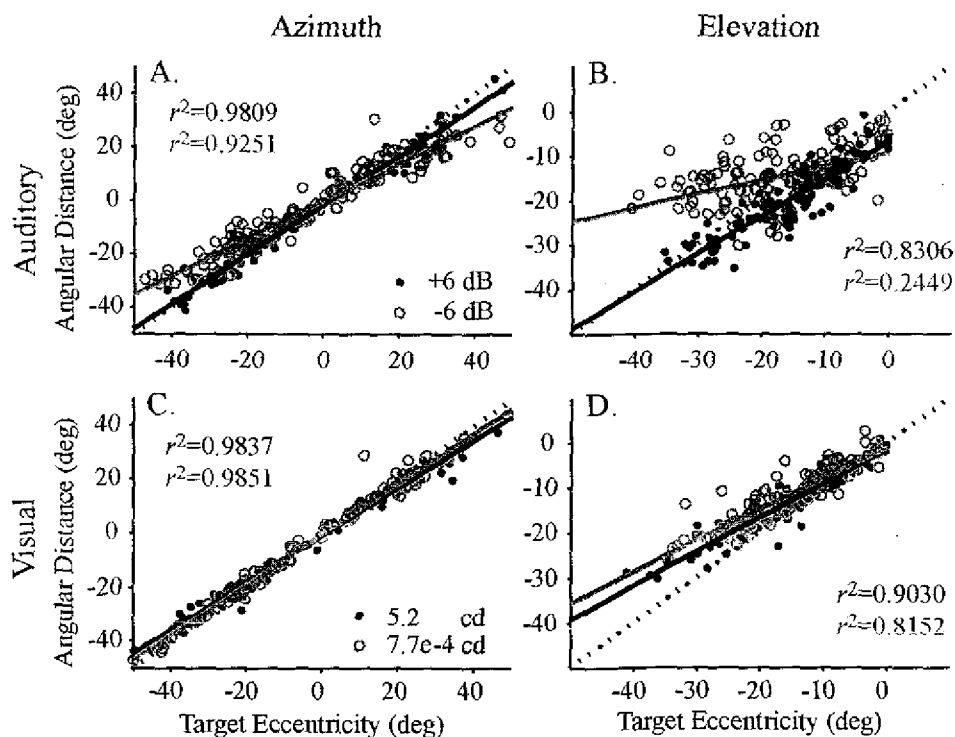 Azimuth
Elevation
A.
r²=0.9809
r²=0.9251
+6 dB
-6 dB
40
20
0
-20
-40
-40 -20 0 20 40
Auditory
Angular Distance (deg)
B.
r²=0.8306
r²=0.2449
0
-10
-20
-30
-40
-40 -30 -20 -10 0
C.
r²=0.9837
r²=0.9851
5.2 cd
7.7e-4 cd
40
20
0
-20
-40
-40 -20 0 20 40
Visual
Angular Distance (deg)
Target Eccentricity (deg)
D.
r²=0.9030
r²=0.8152
0
-10
-20
-30
-40
-40 -30 -20 -10 0
Target Eccentricity (deg)